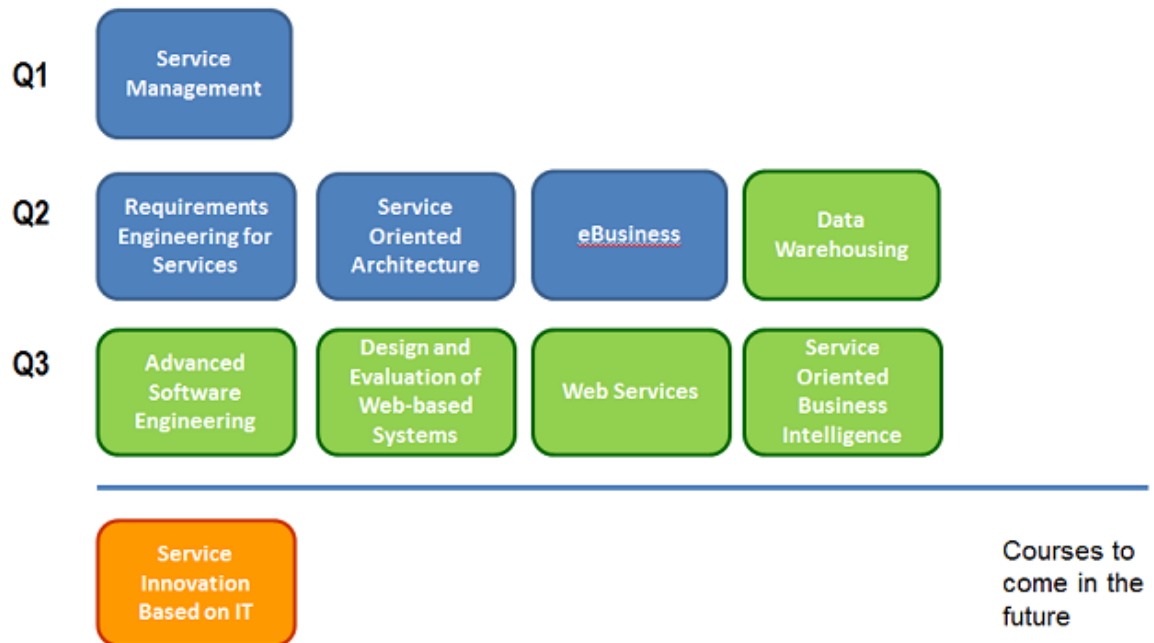 Q1
Service
Management
Q2
Requirements
Engineering for
Services
Service
Oriented
Architecture
eBusiness
Data
Warehousing
Q3
Advanced
Software
Engineering
Design and
Evaluation of
Web-based
Systems
Web Services
Service
Oriented
Business
Intelligence
Service
Innovation
Based on IT
Courses to
come in the
future